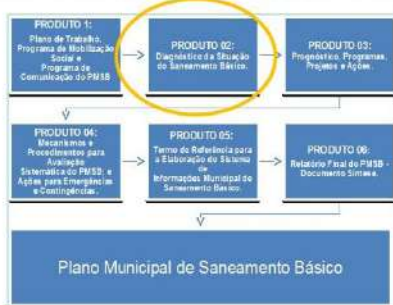 PRODUTO 1:
Plano de Trabalho,
Programa de Mobilização
Social e
Programa de
Comunicação do PMSB
PRODUTO 02:
Diagnóstico da Situação
do Saneamento Básico.
PRODUTO 03:
Prognóstico, Programas,
Projetos e Ações.
PRODUTO 04:
Mecanismos e
Procedimentos para
Avaliação
Sistemática do PMSB; e
Ações para Emergências
e Contingências.
PRODUTO 05:
Termo de Referência para
a Elaboração do Sistema
de
Informações Municipal de
Saneamento Básico.
PRODUTO 06:
Relatório Final do PMSB -
Documento Síntese.
Plano Municipal de Saneamento Básico